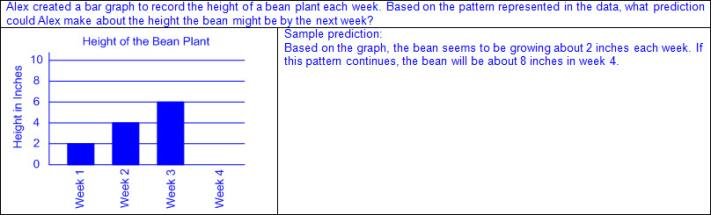 Alex created a bar graph to record the height of a bean plant each week. Based on the pattern represented in the data, what prediction
could Alex make about the height the bean might be by the next week?
Height of the Bean Plant
Height in Inches
10
8
6
4
2
0
Week 1
Week 2
Week 3
Week 4
Sample prediction:
Based on the graph, the bean seems to be growing about 2 inches each week. If
this pattern continues, the bean will be about 8 inches in week 4.